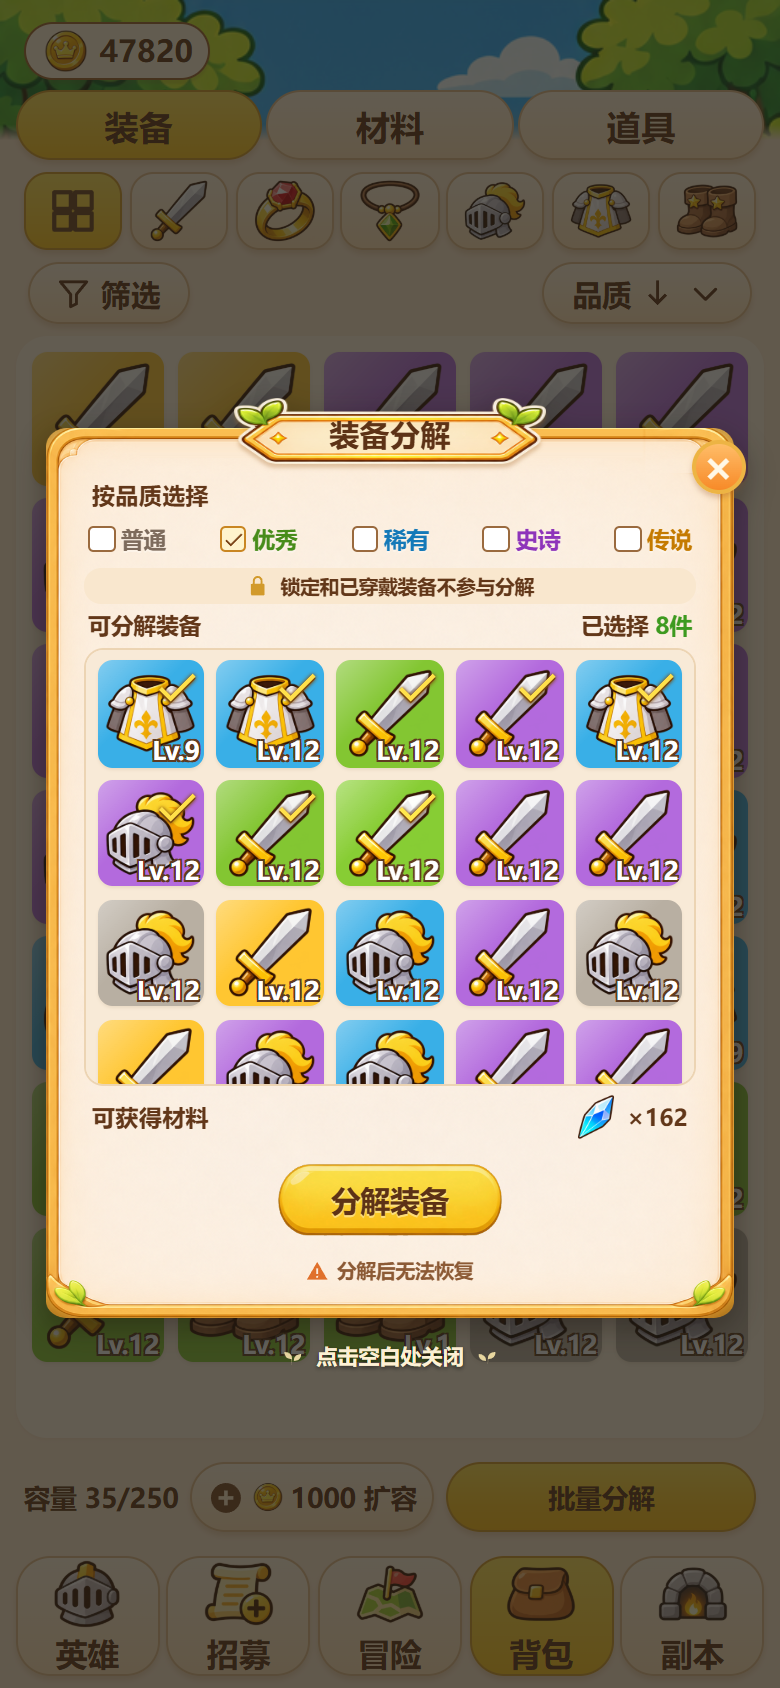 47820
装备 材料 道具
筛选 品质
装备分解
按品质选择
普通 优秀 稀有 史诗 传说
锁定和已穿戴装备不参与分解
可分解装备 已选择 8件
Lv.9 Lv.12 Lv.12 Lv.12 Lv.12
Lv.12 Lv.12 Lv.12 Lv.12 Lv.12
Lv.12 Lv.12 Lv.12 Lv.12 Lv.12
可获得材料 ×162
分解装备
分解后无法恢复
Lv.12 Lv.12 Lv.1 Lv.12 Lv.12
点击空白处关闭
容量 35/250 1000 扩容 批量分解
英雄 招募 冒险 背包 副本